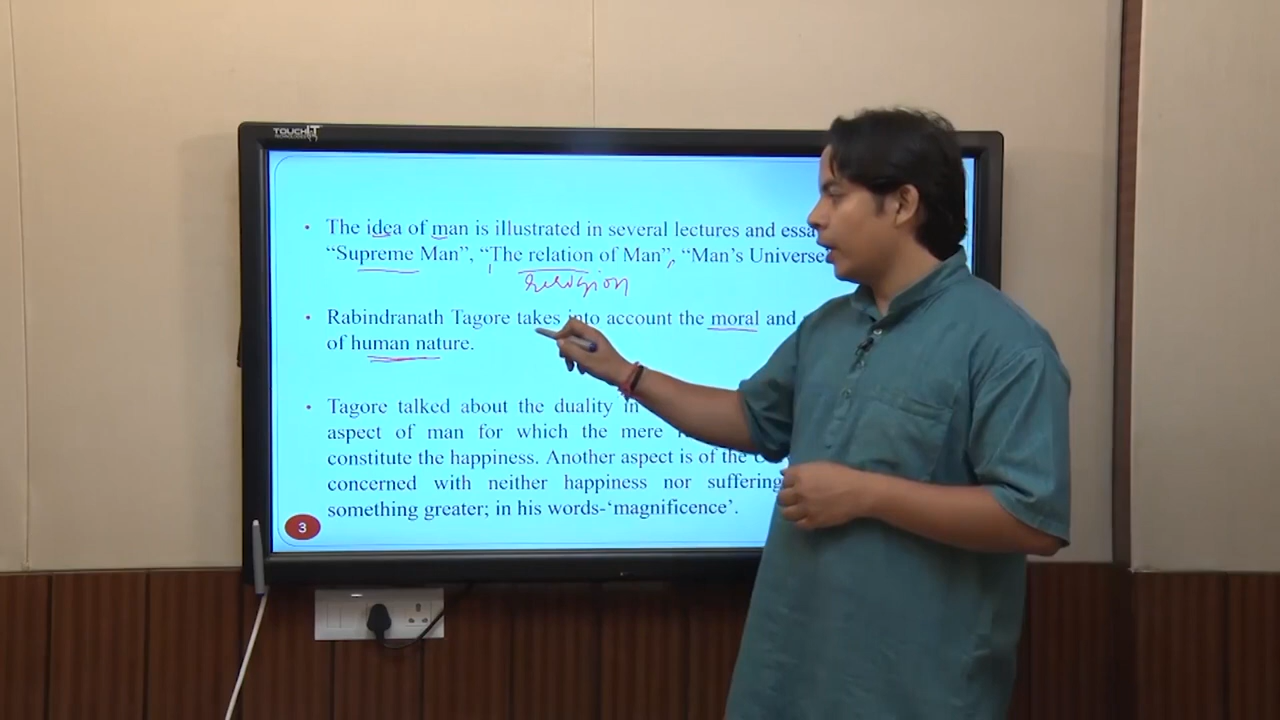 TOUCHIT
The idea of man is illustrated in several lectures and
“Supreme Man”, “The relation of Man”, “Man’s Universe
religion
Rabindranath Tagore takes into account the moral and
of human nature.
Tagore talked about the duality in
aspect of man for which the mere
constitute the happiness. Another aspect is of the
concerned with neither happiness nor suffering
something greater; in his words-‘magnificence’.
3